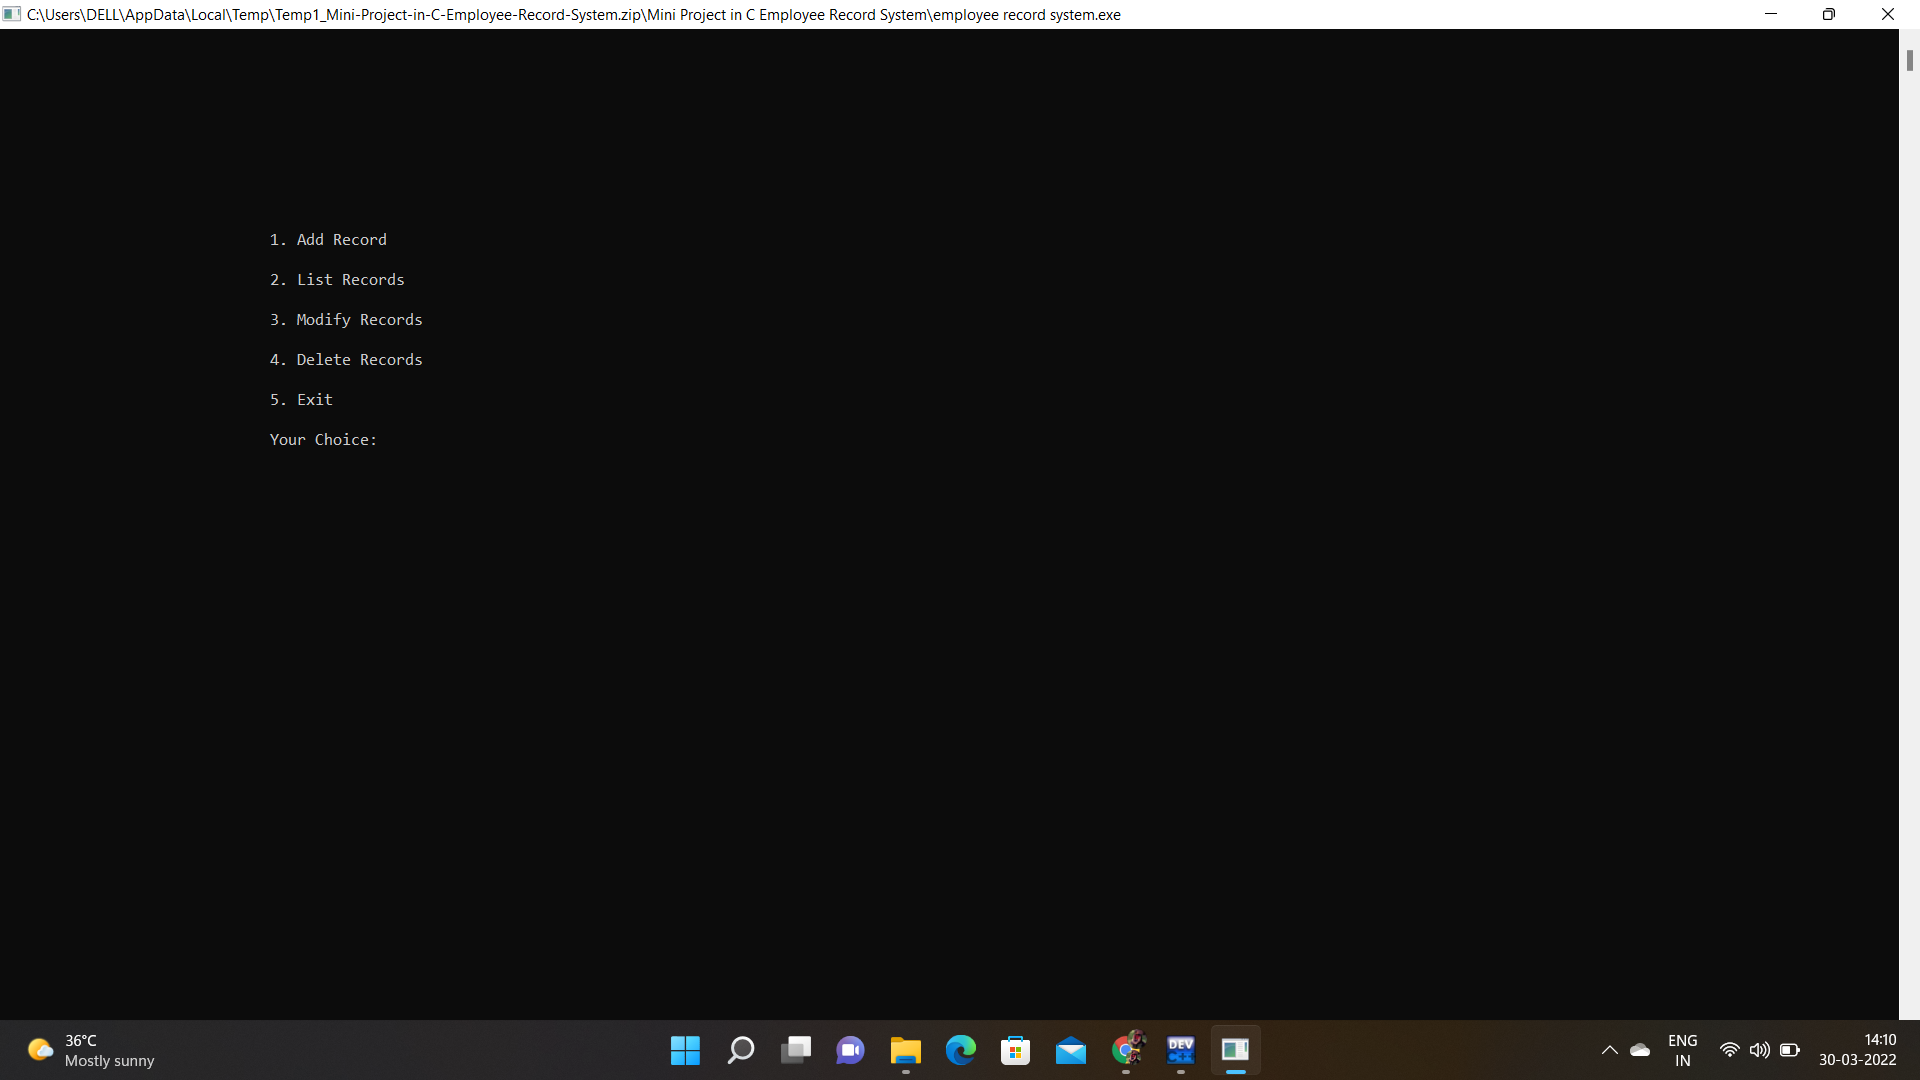 C:\Users\DELL\AppData\Local\Temp\Temp1_Mini-Project-in-C-Employee-Record-System.zip\Mini Project in C Employee Record System\employee record system.exe
1. Add Record
2. List Records
3. Modify Records
4. Delete Records
5. Exit
Your Choice:
36°C
Mostly sunny
DEV
C++
ENG
IN
14:10
30-03-2022